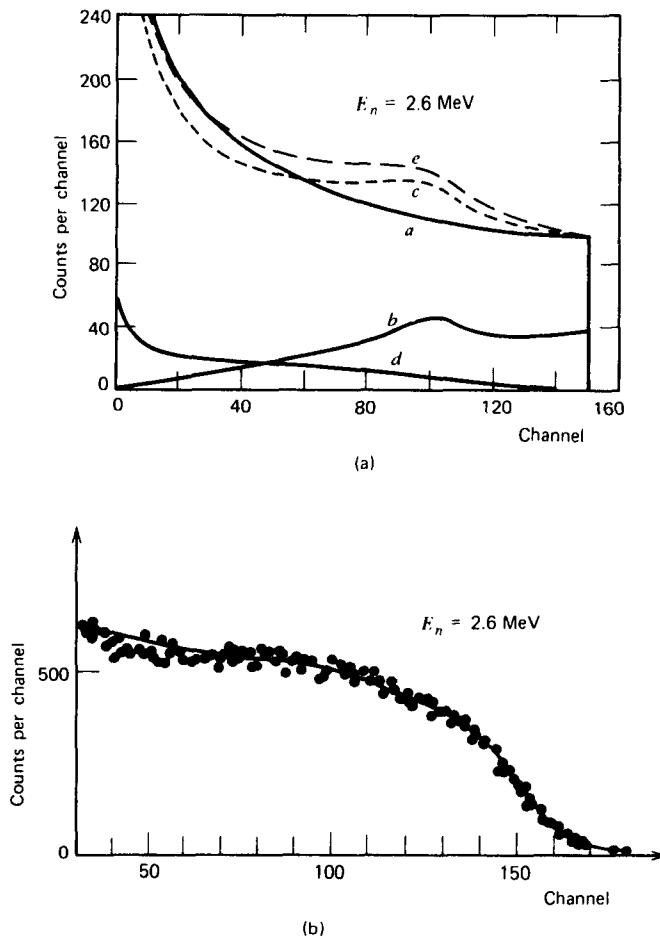 240
200
160
120
80
40
0
Counts per channel
E_n = 2.6 MeV
e
c
a
b
d
0 40 80 120 160
Channel
(a)
E_n = 2.6 MeV
500
0
Counts per channel
50 100 150
Channel
(b)